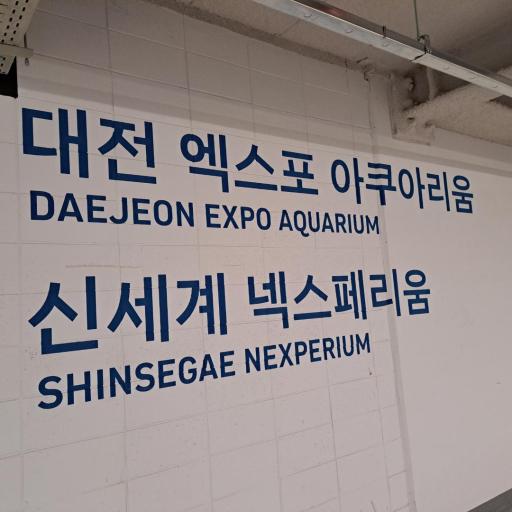 대전 엑스포 아쿠아리움
DAEJEON EXPO AQUARIUM
신세계 넥스페리움
SHINSEGAE NEXPERIUM